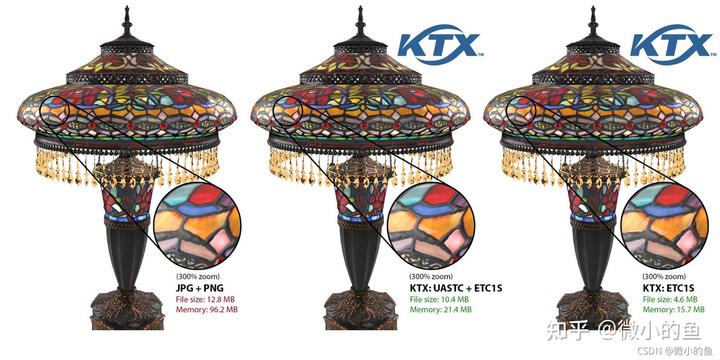 KTX™
KTX™
(300% zoom)
JPG + PNG
File size: 12.8 MB
Memory: 96.2 MB
(300% zoom)
KTX: UASTC + ETC1S
File size: 10.4 MB
Memory: 21.4 MB
(300% zoom)
KTX: ETC1S
File size: 4.6 MB
Memory: 15.7 MB
知乎 @微小的鱼
CSDN @微小的鱼